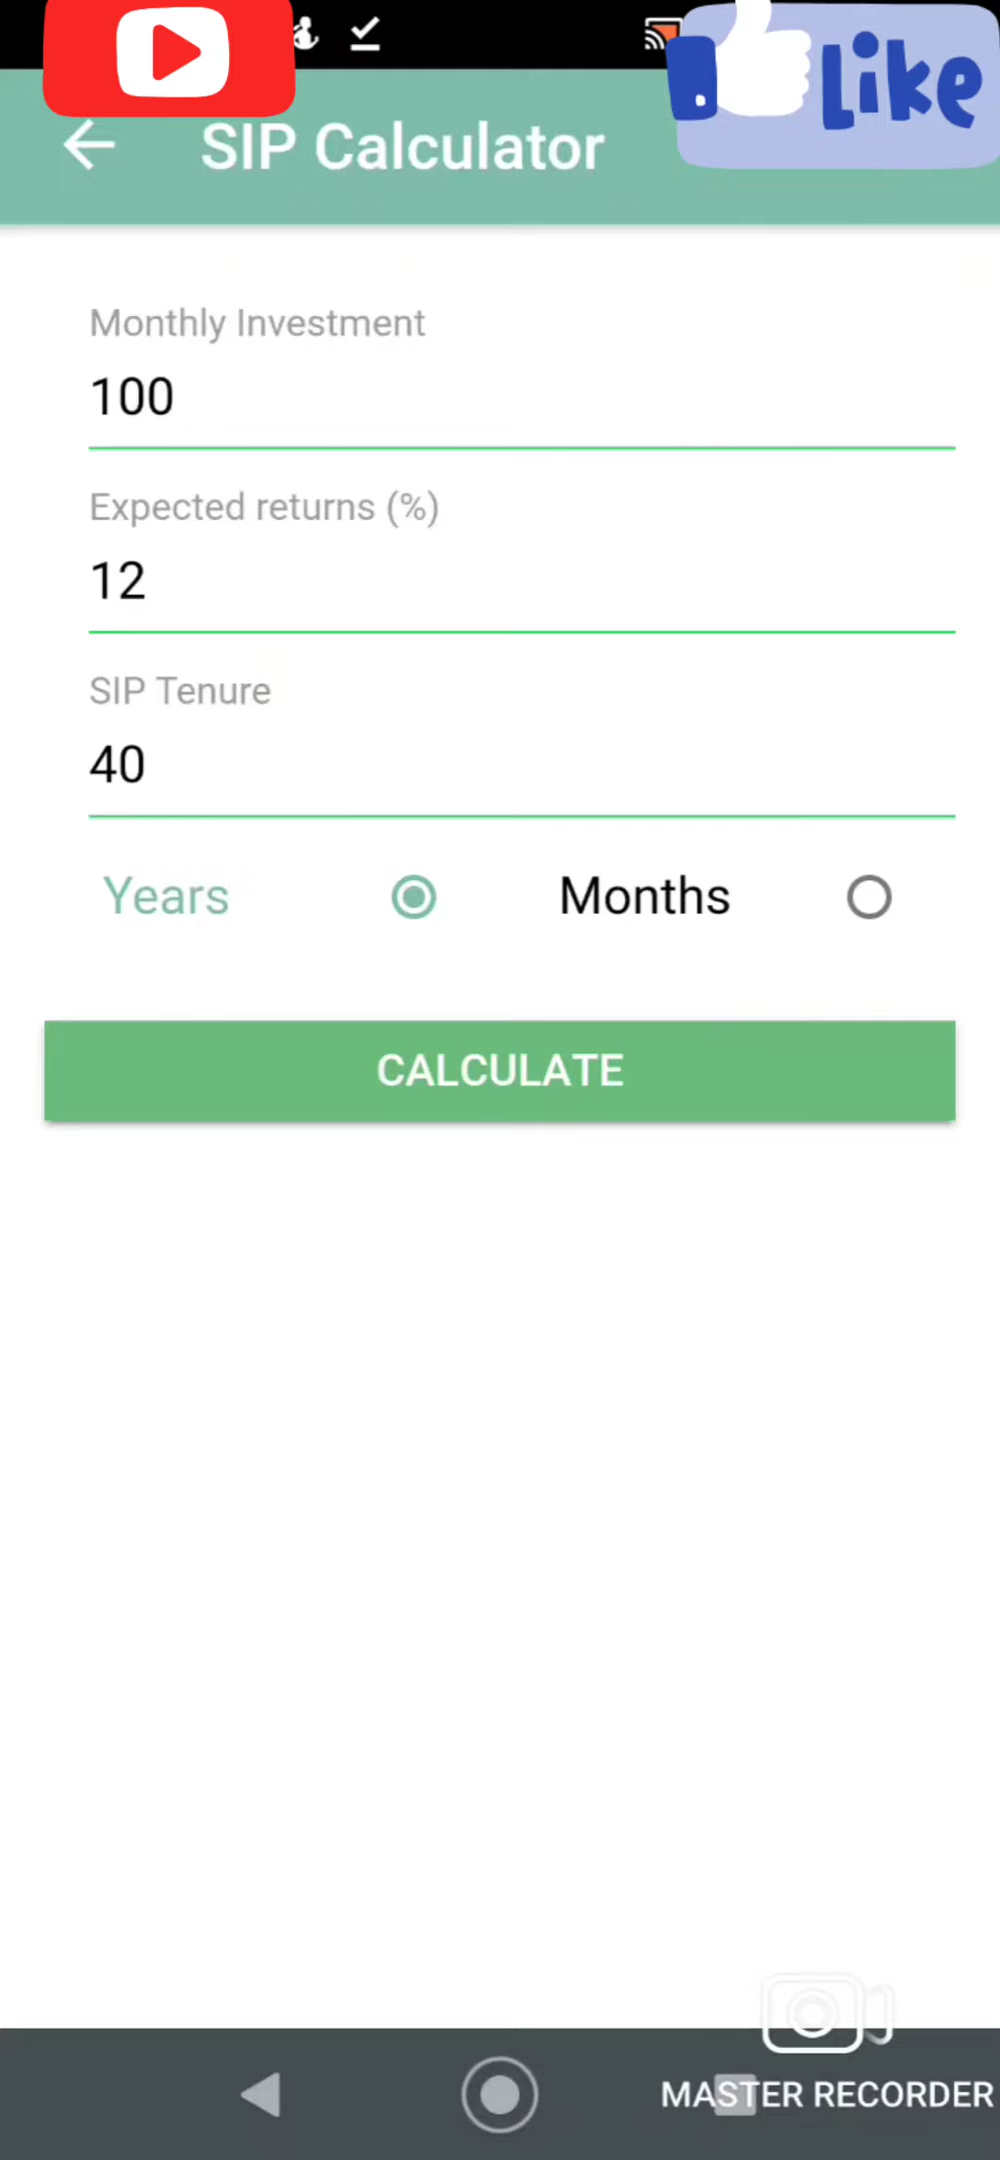 Like
SIP Calculator
Monthly Investment
100
Expected returns (%)
12
SIP Tenure
40
Years
Months
CALCULATE
MASTER RECORDER